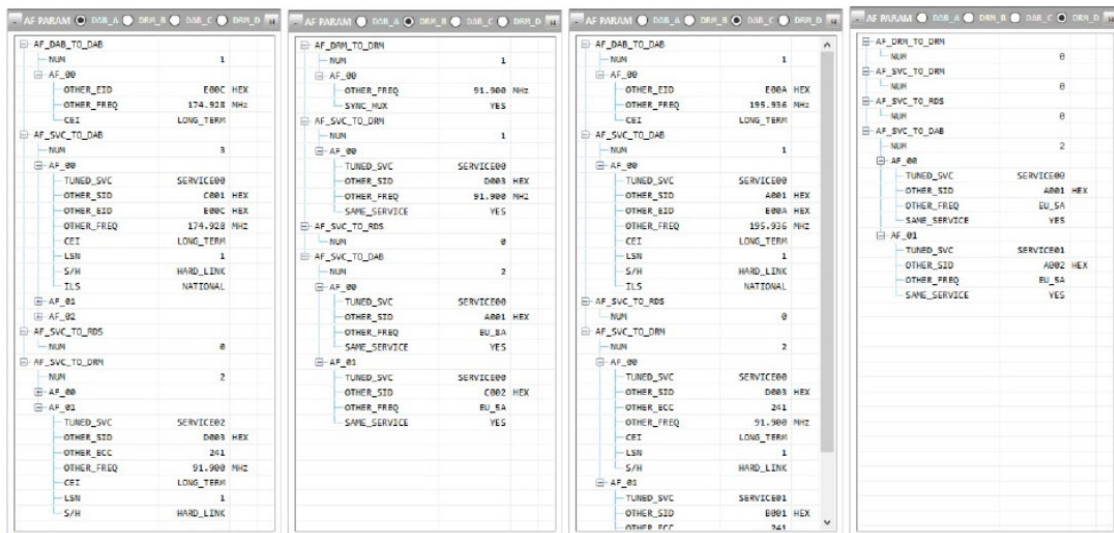 AF PARAM DAB_A DRM_B DAB_C DRM_D
AF_DAB_TO_DAB
NUM 1
AF_00
OTHER_EID E00C HEX
OTHER_FREQ 174.928 MHz
CEI LONG_TERM
AF_SVC_TO_DAB
NUM 3
AF_00
TUNED_SVC SERVICE00
OTHER_SID C001 HEX
OTHER_EID E00C HEX
OTHER_FREQ 174.928 MHz
CEI LONG_TERM
LSN 1
S/H HARD_LINK
ILS NATIONAL
AF_01
AF_02
AF_SVC_TO_RDS
NUM 0
AF_SVC_TO_DRM
NUM 2
AF_00
AF_01
TUNED_SVC SERVICE02
OTHER_SID D003 HEX
OTHER_ECC 241
OTHER_FREQ 91.900 MHz
CEI LONG_TERM
LSN 1
S/H HARD_LINK
AF PARAM DAB_A DRM_B DAB_C DRM_D
AF_DRM_TO_DRM
NUM 1
AF_00
OTHER_FREQ 91.900 MHz
SYNC_MUX YES
AF_SVC_TO_DRM
NUM 1
AF_00
TUNED_SVC SERVICE00
OTHER_SID D003 HEX
OTHER_FREQ 91.900 MHz
SAME_SERVICE YES
AF_SVC_TO_RDS
NUM 0
AF_SVC_TO_DAB
NUM 2
AF_00
TUNED_SVC SERVICE00
OTHER_SID A001 HEX
OTHER_FREQ EU_8A
SAME_SERVICE YES
AF_01
TUNED_SVC SERVICE00
OTHER_SID C002 HEX
OTHER_FREQ EU_5A
SAME_SERVICE YES
AF PARAM DAB_A DRM_B DAB_C DRM_D
AF_DAB_TO_DAB
NUM 1
AF_00
OTHER_EID E00A HEX
OTHER_FREQ 195.936 MHz
CEI LONG_TERM
AF_SVC_TO_DAB
NUM 1
AF_00
TUNED_SVC SERVICE00
OTHER_SID A001 HEX
OTHER_EID E00A HEX
OTHER_FREQ 195.936 MHz
CEI LONG_TERM
LSN 1
S/H HARD_LINK
ILS NATIONAL
AF_SVC_TO_RDS
NUM 0
AF_SVC_TO_DRM
NUM 2
AF_00
TUNED_SVC SERVICE00
OTHER_SID D003 HEX
OTHER_ECC 241
OTHER_FREQ 91.900 MHz
CEI LONG_TERM
LSN 1
S/H HARD_LINK
AF_01
TUNED_SVC SERVICE01
OTHER_SID B001 HEX
OTHER_ECC 241
AF PARAM DAB_A DRM_B DAB_C DRM_D
AF_DRM_TO_DRM
NUM 0
AF_SVC_TO_DRM
NUM 0
AF_SVC_TO_RDS
NUM 0
AF_SVC_TO_DAB
NUM 2
AF_00
TUNED_SVC SERVICE00
OTHER_SID A001 HEX
OTHER_FREQ EU_5A
SAME_SERVICE YES
AF_01
TUNED_SVC SERVICE01
OTHER_SID A002 HEX
OTHER_FREQ EU_5A
SAME_SERVICE YES